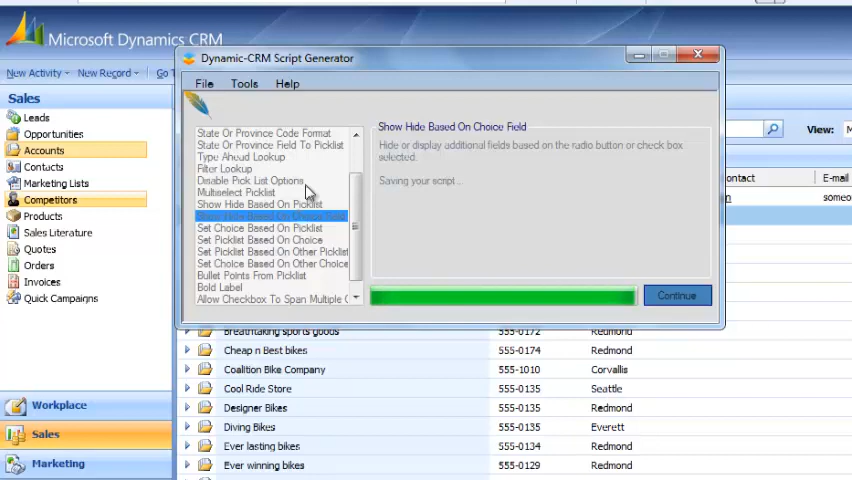 Microsoft Dynamics CRM
New Activity
New Record
Go T
Sales
Leads
Opportunities
Accounts
Contacts
Marketing Lists
Competitors
Products
Sales Literature
Quotes
Orders
Invoices
Quick Campaigns
Workplace
Sales
Marketing
Dynamic-CRM Script Generator
File Tools Help
State Or Province Code Format
State Or Province Field To Picklist
Type Ahead Lookup
Filter Lookup
Disable Pick List Options
Multiselect Picklist
Show Hide Based On Picklist
Show Hide Based On Choice Field
Set Choice Based On Picklist
Set Picklist Based On Choice
Set Picklist Based On Other Picklist
Set Choice Based On Other Choice
Bullet Points From Picklist
Bold Label
Allow Checkbox To Span Multiple C
Show Hide Based On Choice Field
Hide or display additional fields based on the radio button or check box
selected.
Saving your script...
Continue
View: M
ontact E-mail
n someo
Breathtaking sports goods 555-0172 Redmond
Cheap n Best bikes 555-0174 Redmond
Coalition Bike Company 555-1010 Corvallis
Cool Ride Store 555-0135 Seattle
Designer Bikes 555-0135 Redmond
Diving Bikes 555-0135 Everett
Ever lasting bikes 555-0134 Redmond
Ever winning bikes 555-0129 Redmond